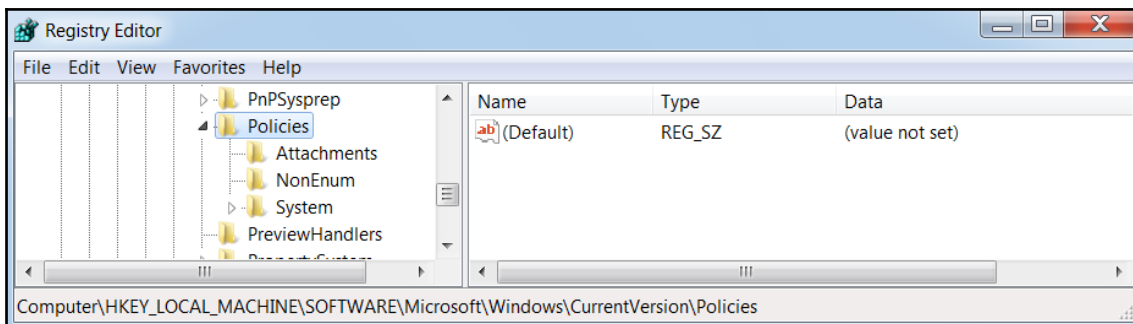 Registry Editor
File Edit View Favorites Help
PnPSysprep
Policies
Attachments
NonEnum
System
PreviewHandlers
Name Type Data
ab (Default) REG_SZ (value not set)
Computer\HKEY_LOCAL_MACHINE\SOFTWARE\Microsoft\Windows\CurrentVersion\Policies